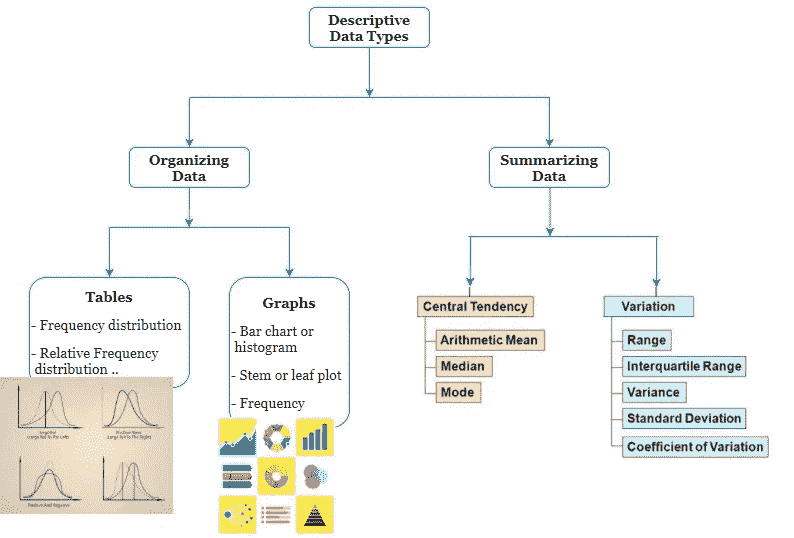 Descriptive
Data Types
Organizing
Data
Summarizing
Data
Tables
- Frequency distribution
- Relative Frequency
distribution ..
Graphs
- Bar chart or
histogram
- Stem or leaf plot
- Frequency
Central Tendency
Arithmetic Mean
Median
Mode
Variation
Range
Interquartile Range
Variance
Standard Deviation
Coefficient of Variation